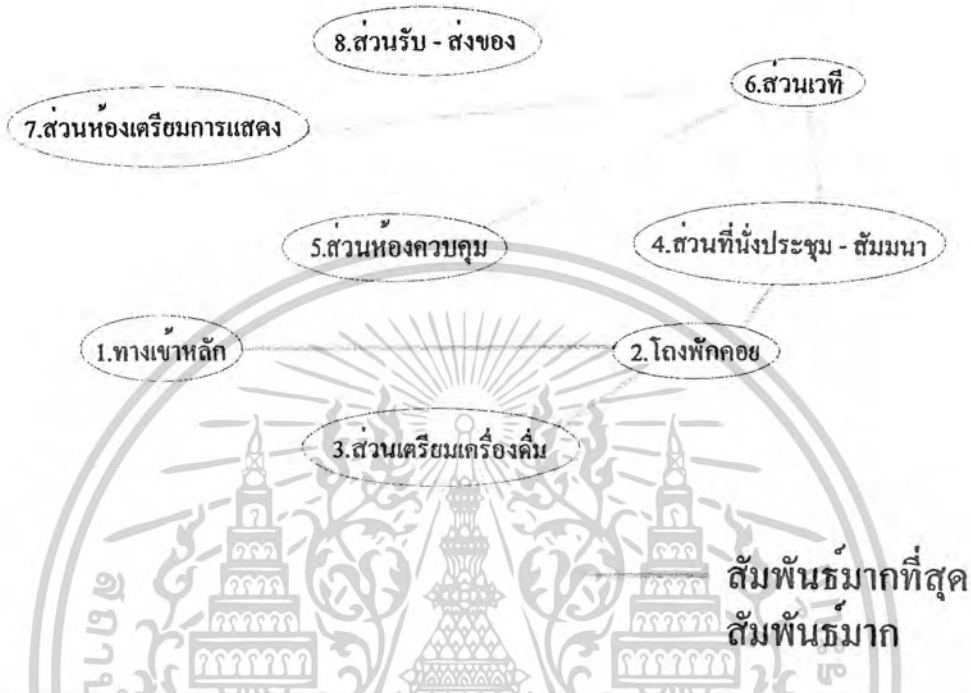 8.ส่วนรับ - ส่งของ
6.ส่วนเวที
7.ส่วนห้องเตรียมการแสดง
5.ส่วนห้องควบคุม
4.ส่วนที่นั่งประชุม - สัมมนา
1.ทางเข้าหลัก
2.โถงพักคอย
3.ส่วนเตรียมเครื่องดื่ม
สัมพันธ์มากที่สุด
สัมพันธ์มาก